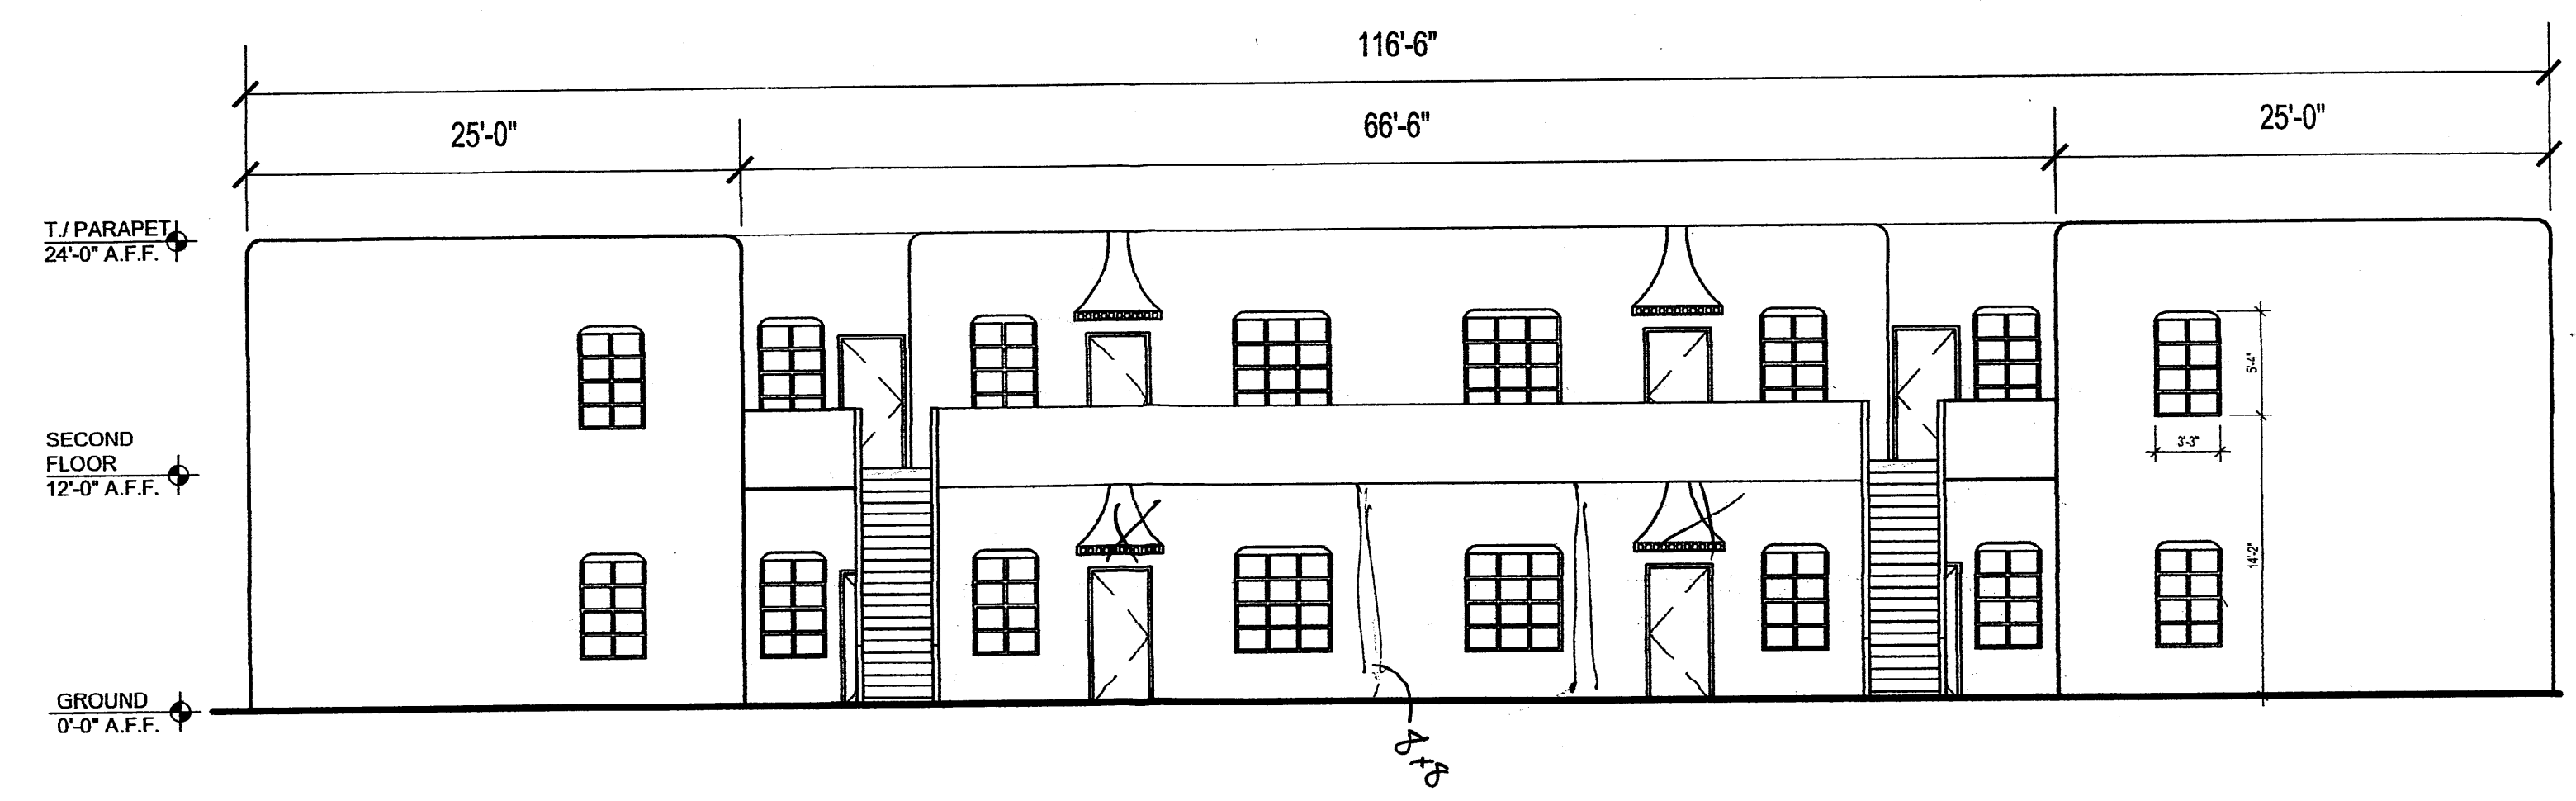 116'-6"
25'-0"
66'-6"
25'-0"
T./ PARAPET
24'-0" A.F.F.
SECOND
FLOOR
12'-0" A.F.F.
5'-4"
3'-3"
14'-2"
GROUND
0'-0" A.F.F.